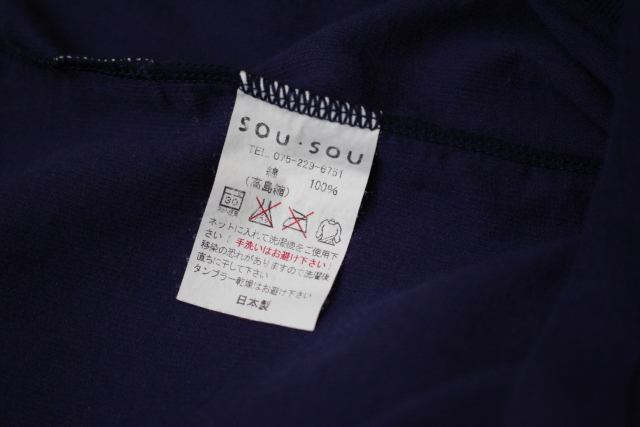 SOU・SOU
TEL 075-229-6751
綿 100%
(高島縮)
30
ネットに入れて洗濯機をご使用下
さい(手洗いはお避け下さい)
移染の恐れがありますので洗濯後
直ちに干して下さい
タンブラー乾燥はお避け下さい
日本製